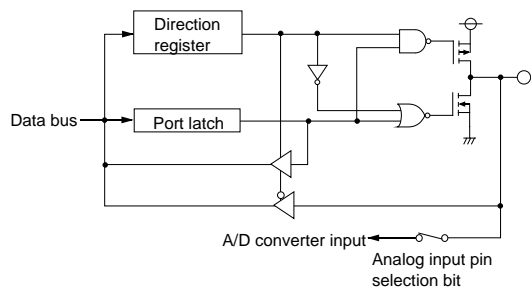 Direction
register
Data bus
Port latch
A/D converter input
Analog input pin
selection bit